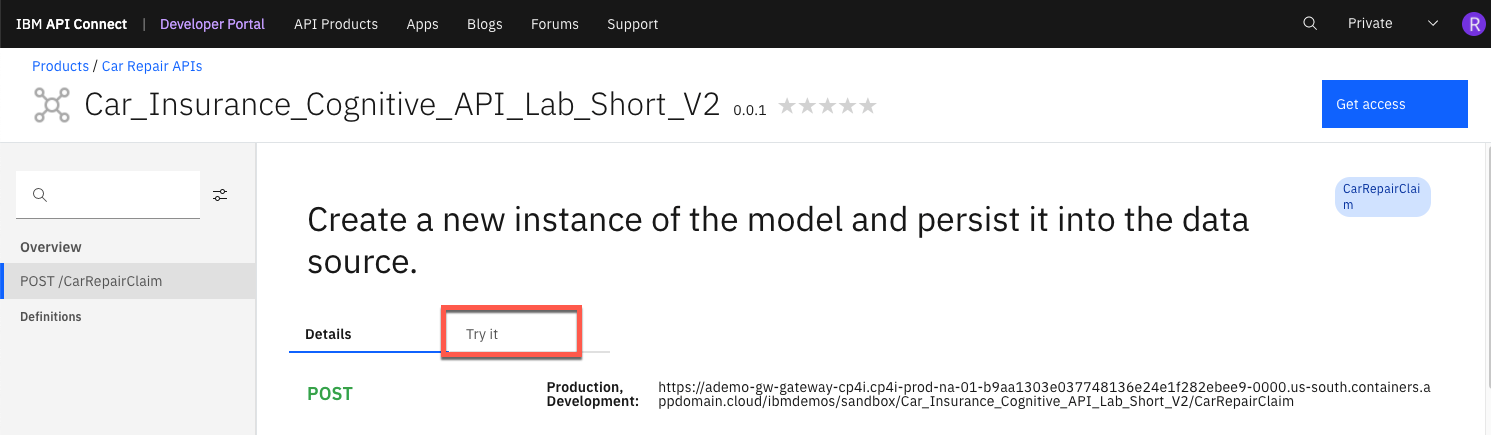 IBM API Connect | Developer Portal API Products Apps Blogs Forums Support Private R
Products / Car Repair APIs
Car_Insurance_Cognitive_API_Lab_Short_V2 0.0.1
Get access
Overview
POST /CarRepairClaim
Definitions
CarRepairClai
m
Create a new instance of the model and persist it into the data
source.
Details Try it
POST
Production,
Development:
https://ademo-gw-gateway-cp4i.cp4i-prod-na-01-b9aa1303e037748136e24e1f282ebee9-0000.us-south.containers.a
ppdomain.cloud/ibmdemos/sandbox/Car_Insurance_Cognitive_API_Lab_Short_V2/CarRepairClaim